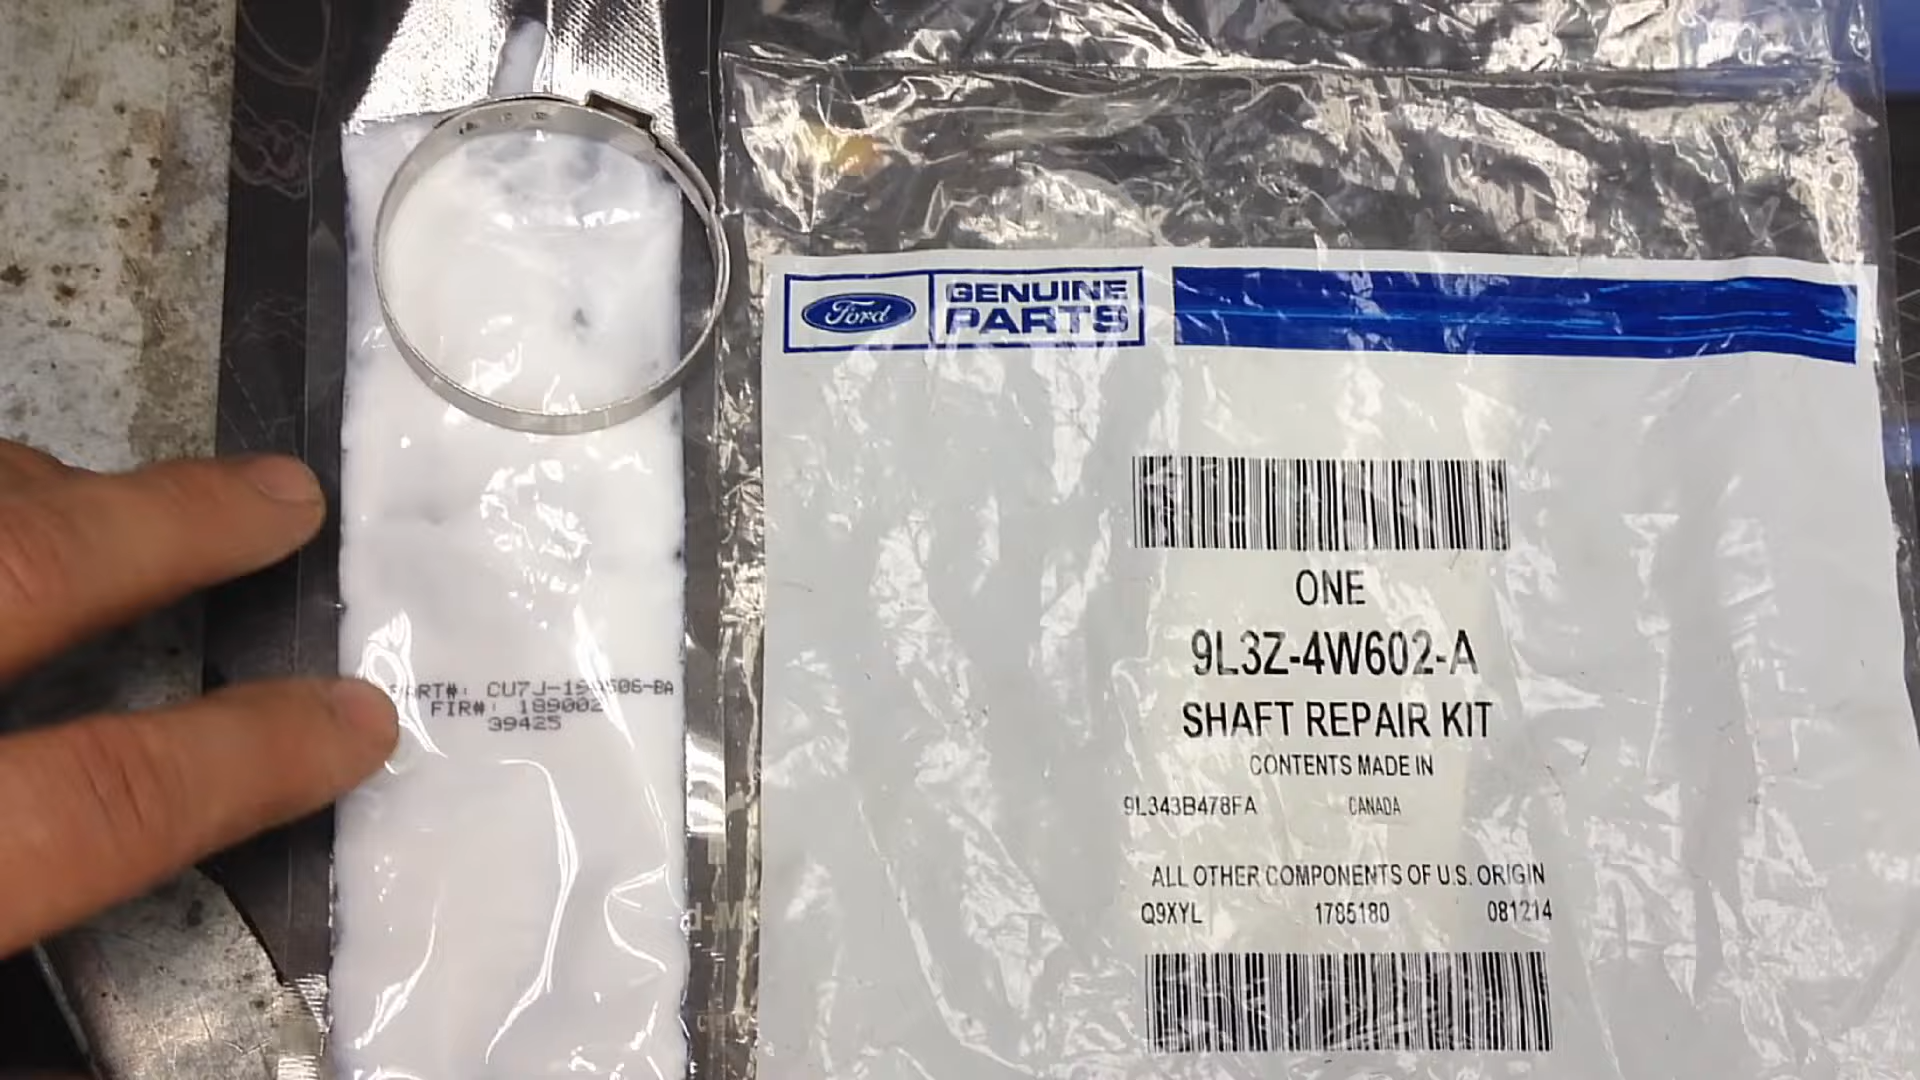 Ford
GENUINE
PARTS
ONE
9L3Z-4W602-A
SHAFT REPAIR KIT
CONTENTS MADE IN
9L343B478FA CANADA
ALL OTHER COMPONENTS OF U.S. ORIGIN
Q9XYL 1785180 081214
FIR#: 189002
39425